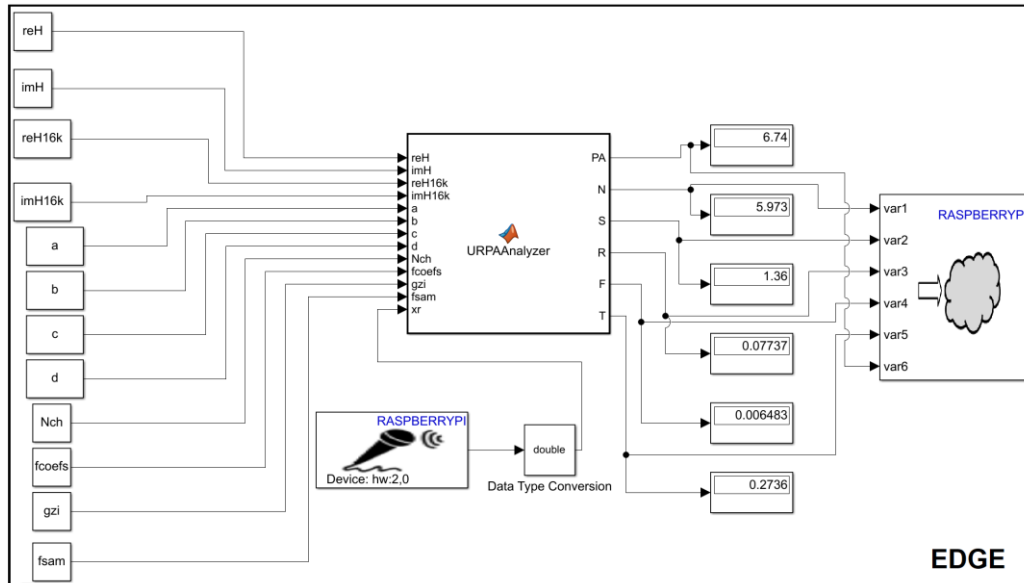 reH
imH
reH16k
imH16k
a
b
c
d
Nch
fcoefs
gzi
fsam
reH
imH
reH16k
imH16k
a
b
c
d
Nch
fcoefs
gzi
fsam
xr
URPAAnalyzer
PA
N
S
R
F
T
RASPBERRYPI
Device: hw:2,0
double
Data Type Conversion
6.74
5.973
1.36
0.07737
0.006483
0.2736
var1
var2
var3
var4
var5
var6
RASPBERRYP
EDGE